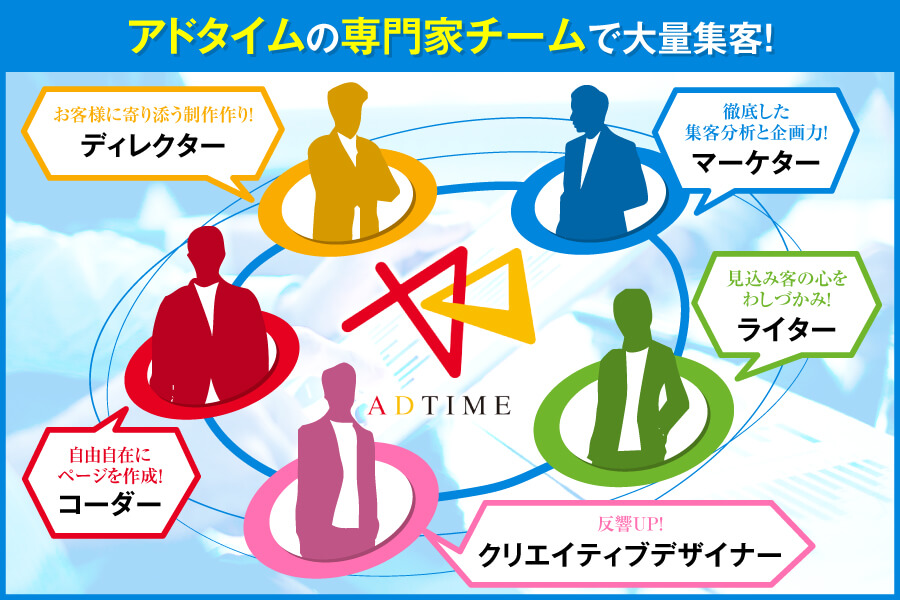 アドタイムの専門家チームで大量集客!
お客様に寄り添う制作作り!
ディレクター
徹底した
集客分析と企画力!
マーケター
見込み客の心を
わしづかみ!
ライター
ADTIME
自由自在に
ページを作成!
コーダー
反響UP!
クリエイティブデザイナー